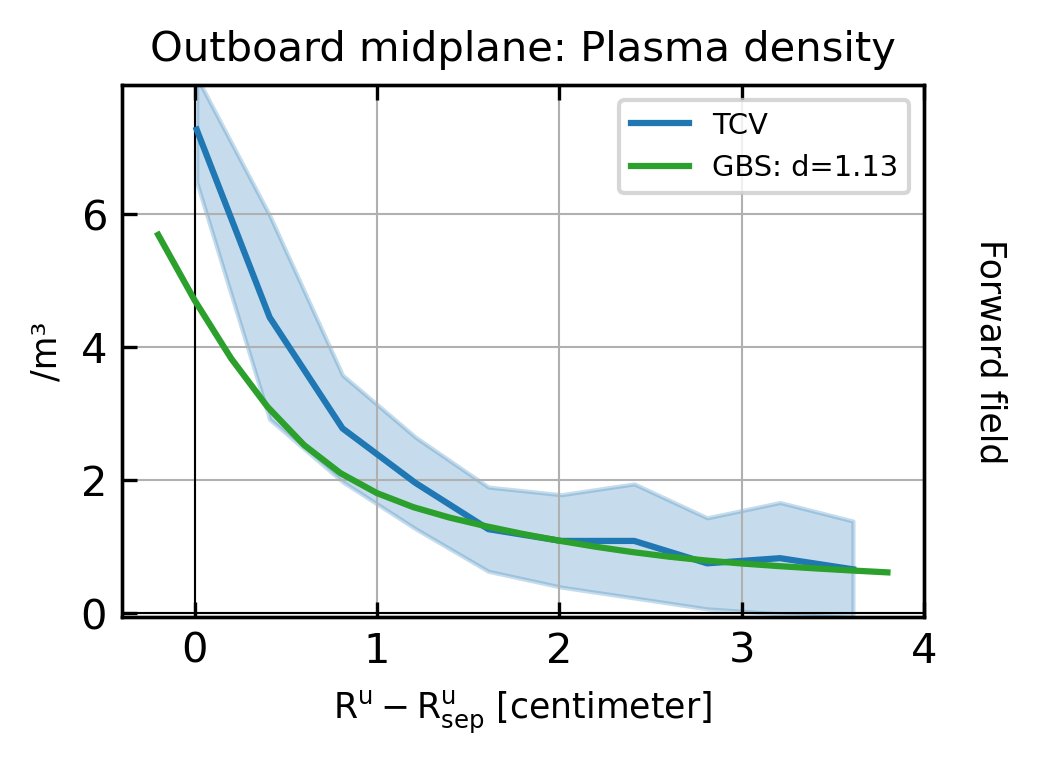 Outboard midplane: Plasma density
TCV
GBS: d=1.13
/m³
6
4
2
0
0 1 2 3 4
Rᵘ − Rᵘsep [centimeter]
Forward field